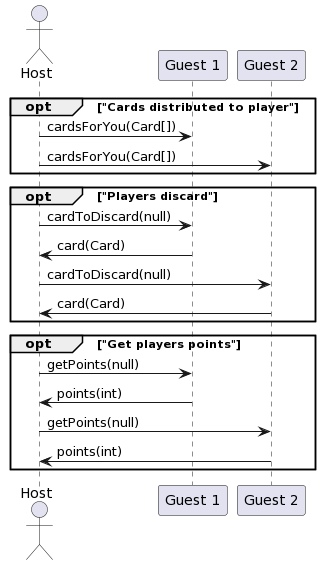 Host
Guest 1 Guest 2
opt ["Cards distributed to player"]
cardsForYou(Card[])
cardsForYou(Card[])
opt ["Players discard"]
cardToDiscard(null)
card(Card)
cardToDiscard(null)
card(Card)
opt ["Get players points"]
getPoints(null)
points(int)
getPoints(null)
points(int)
Host
Guest 1 Guest 2